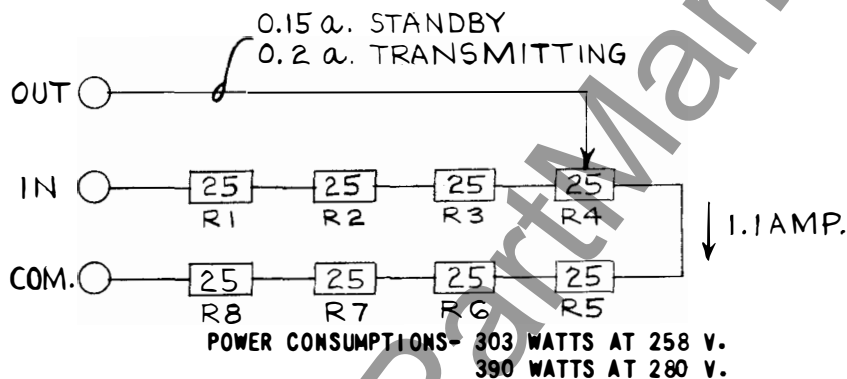 0.15 a. STANDBY
0.2 a. TRANSMITTING
OUT
IN
25
25
25
25
R1
R2
R3
R4
1.1 AMP.
COM.
25
25
25
25
R8
R7
R6
R5
POWER CONSUMPTIONS- 303 WATTS AT 258 V.
390 WATTS AT 280 V.